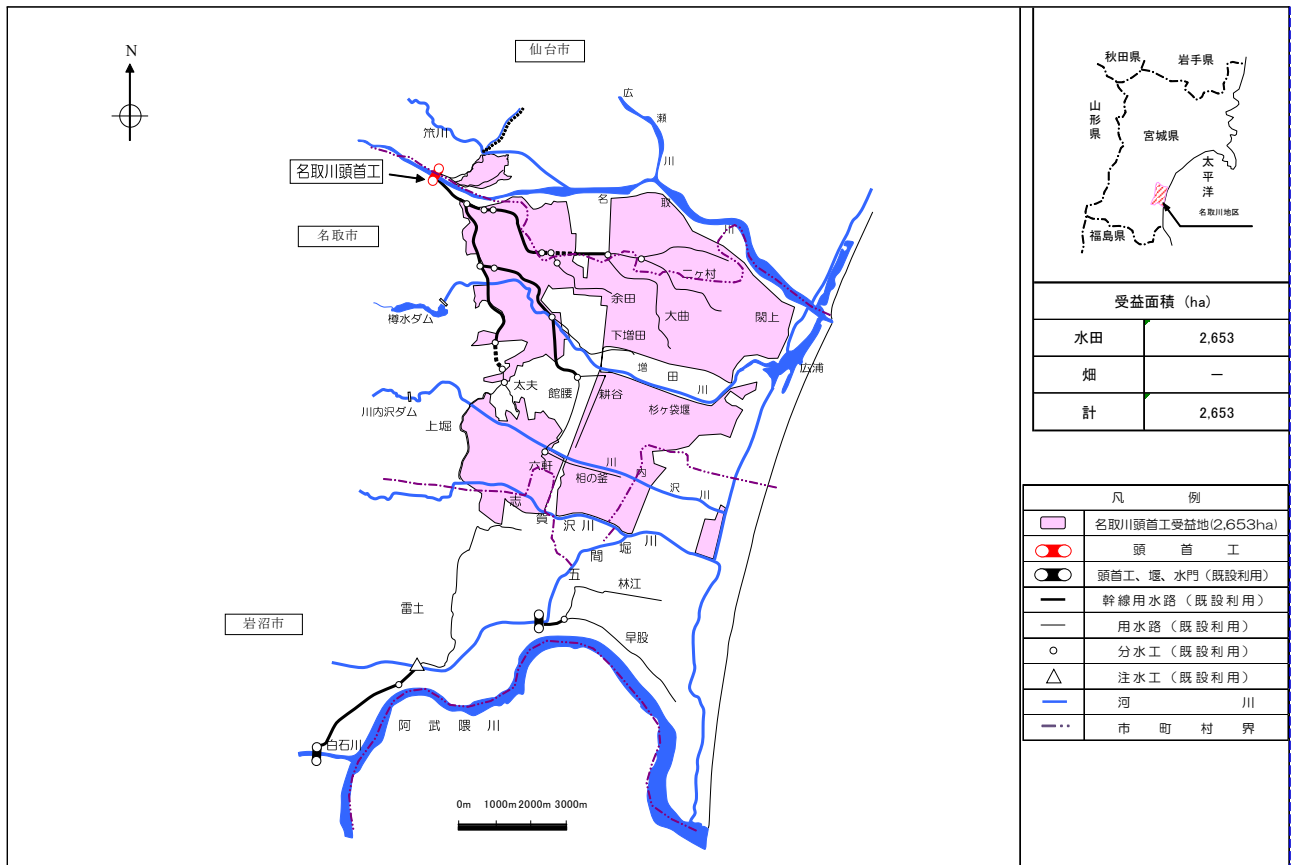 N
仙台市
広瀬川
笊川
名取川頭首工
名取市
名取川
二ケ村
余田
大曲
閖上
下増田
樽水ダム
増田川
広浦
太夫
館腰
耕谷
杉ヶ袋堰
川内沢ダム
上堀
六軒
相の釜
川内沢川
志賀沢川
五間堀川
林江
雷土
早股
岩沼市
阿武隈川
白石川
0m 1000m 2000m 3000m
秋田県
岩手県
山形県
宮城県
太平洋
名取川地区
福島県
受益面積 (ha)
水田 2,653
畑 －
計 2,653
凡例
名取川頭首工受益地(2,653ha)
頭首工
頭首工、堰、水門（既設利用）
幹線用水路（既設利用）
用水路（既設利用）
分水工（既設利用）
注水工（既設利用）
河川
市町村界